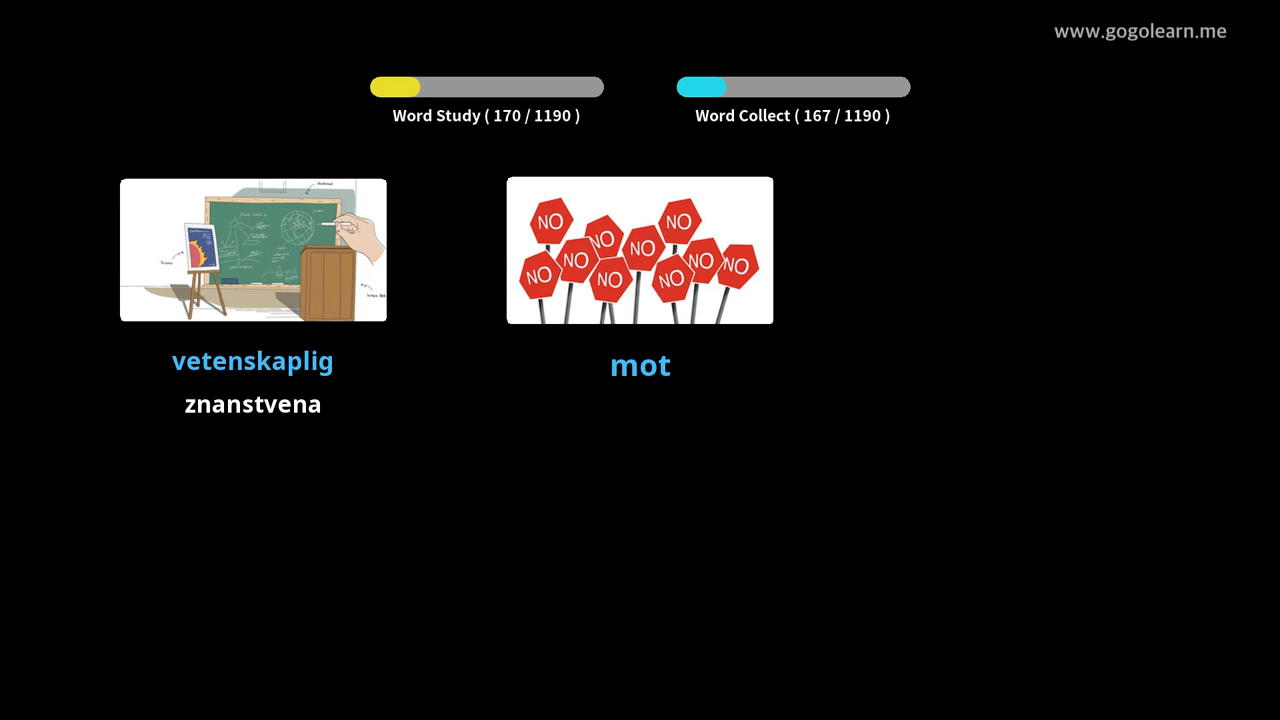 www.gogolearn.me
Word Study ( 170 / 1190 )
Word Collect ( 167 / 1190 )
NO
NO
NO
NO
NO
NO
NO
NO
NO
NO
vetenskaplig
znanstvena
mot